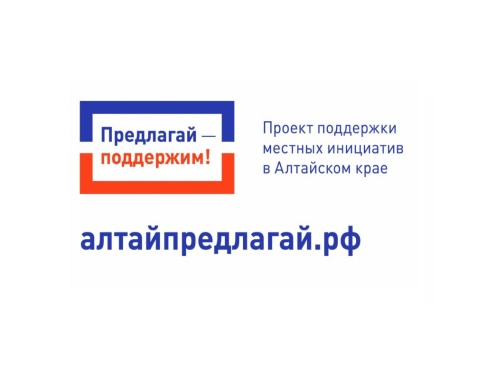 Предлагай —
поддержим!
Проект поддержки
местных инициатив
в Алтайском крае
алтайпредлагай.рф